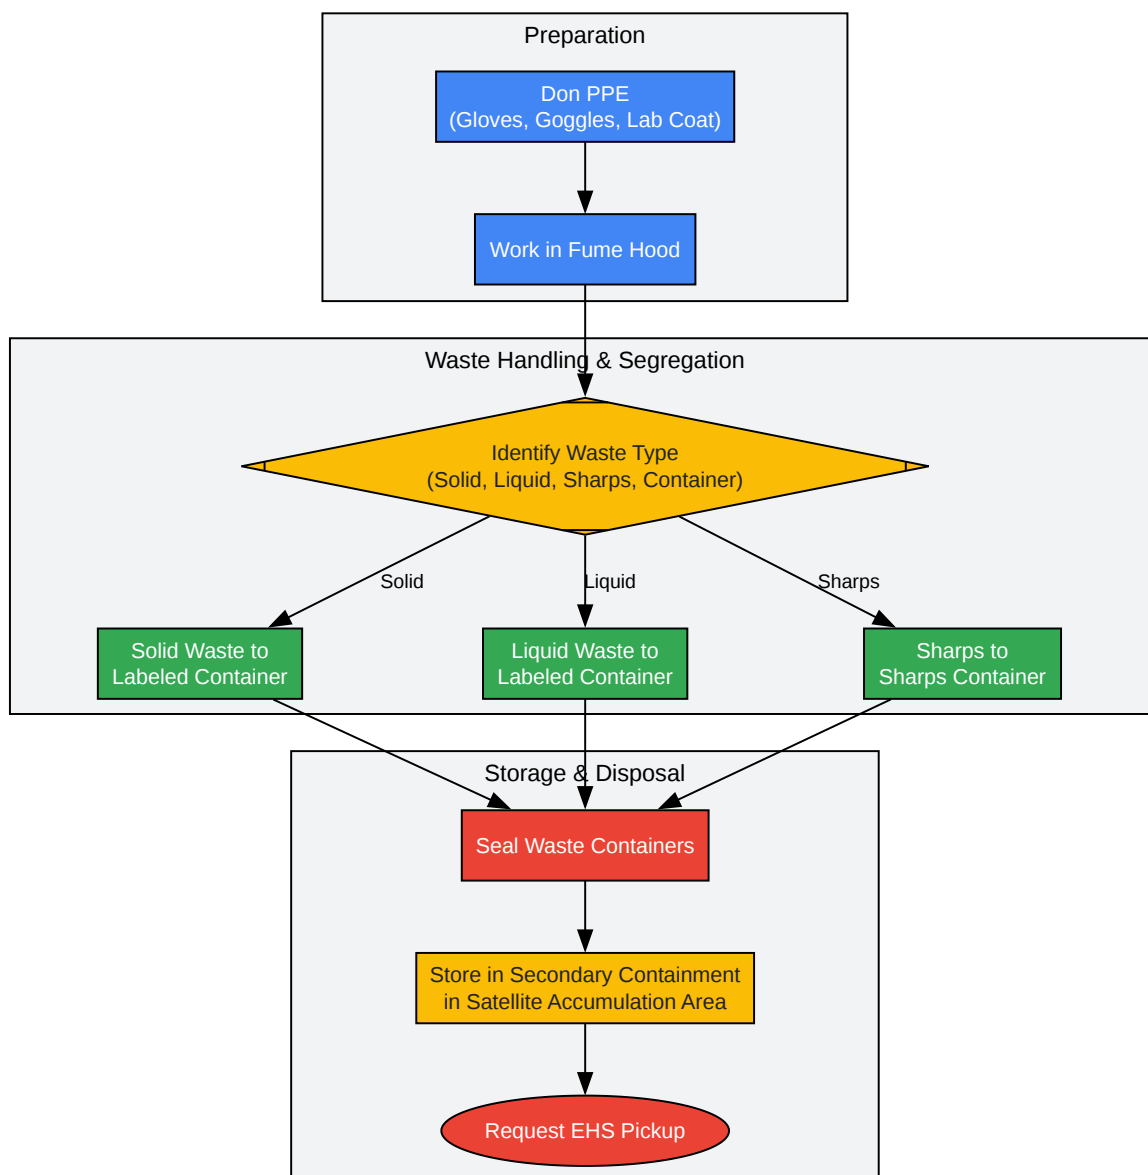 Preparation
Don PPE
(Gloves, Goggles, Lab Coat)
Work in Fume Hood
Waste Handling & Segregation
Identify Waste Type
(Solid, Liquid, Sharps, Container)
Solid
Liquid
Sharps
Solid Waste to
Labeled Container
Liquid Waste to
Labeled Container
Sharps to
Sharps Container
Storage & Disposal
Seal Waste Containers
Store in Secondary Containment
in Satellite Accumulation Area
Request EHS Pickup